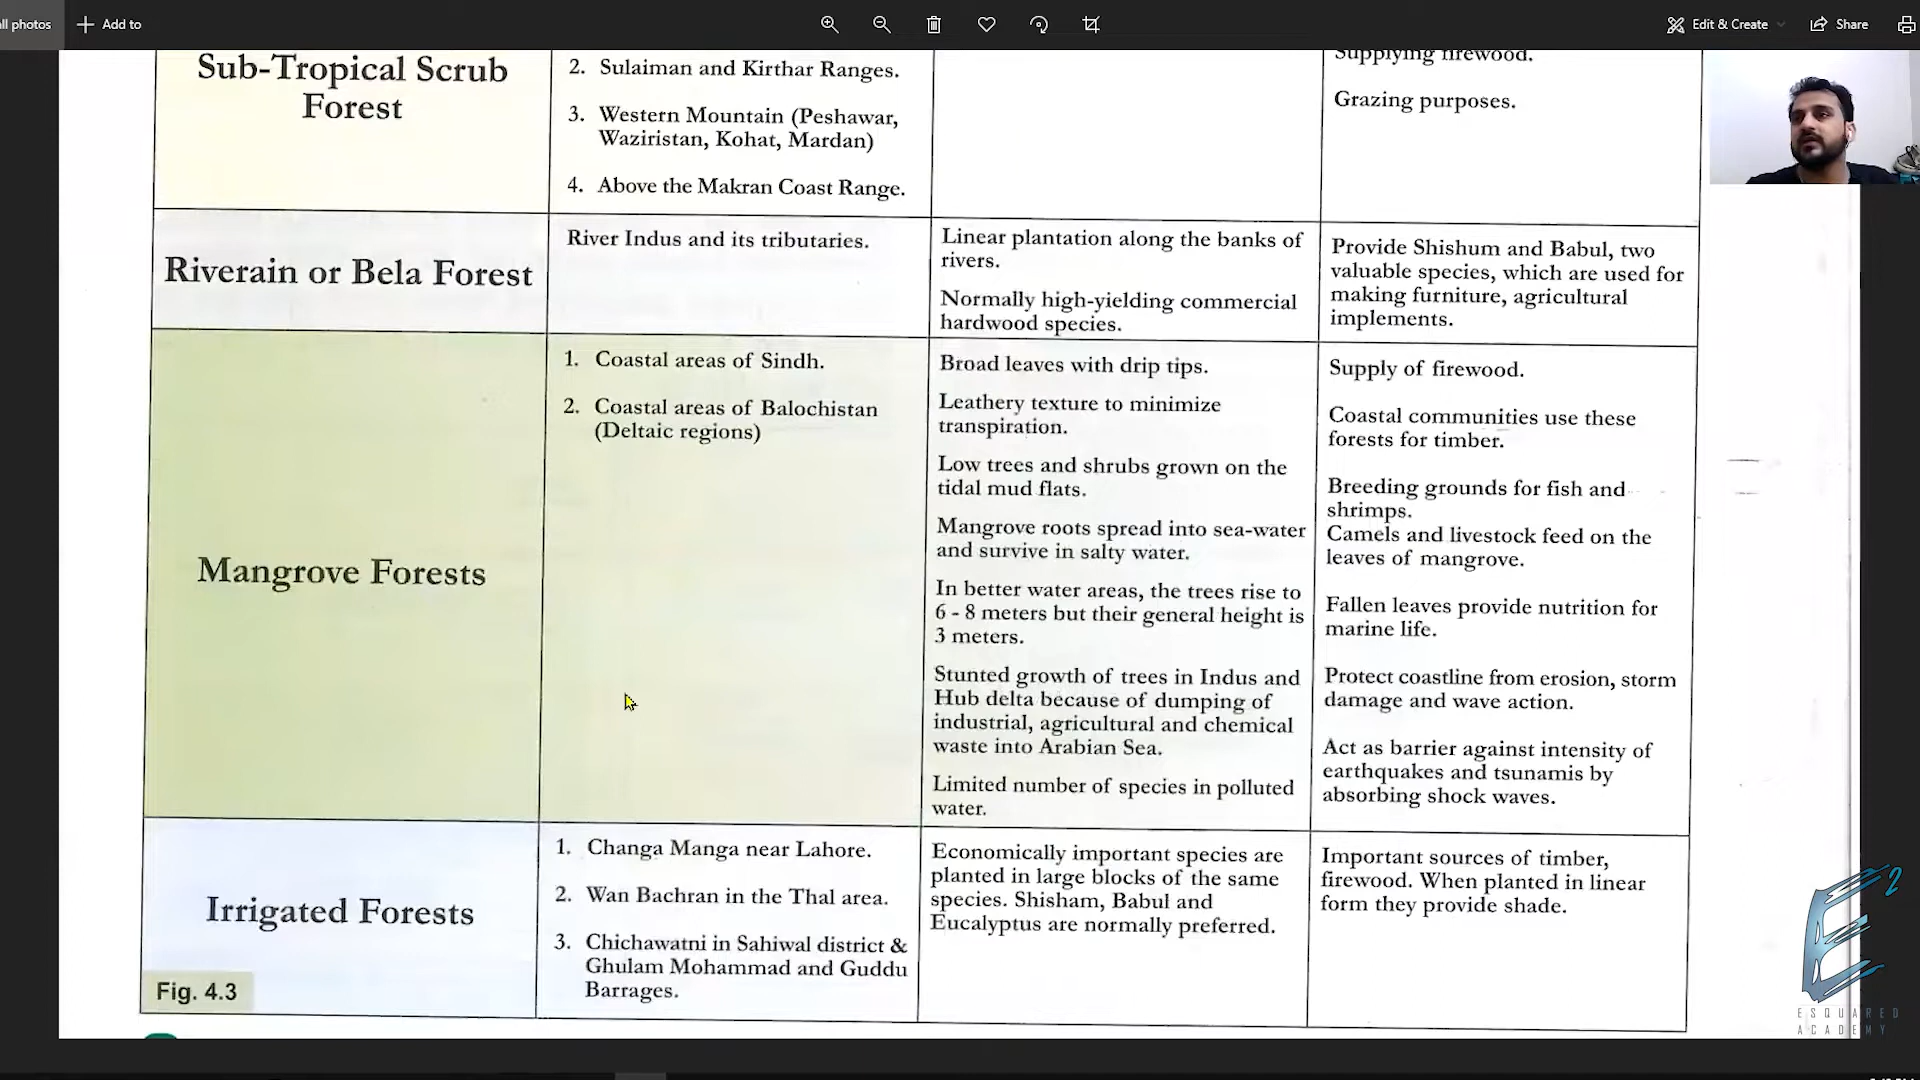 ll photos
Add to
Edit & Create
Share
Sub-Tropical Scrub
Forest
2. Sulaiman and Kirthar Ranges.
3. Western Mountain (Peshawar,
Waziristan, Kohat, Mardan)
4. Above the Makran Coast Range.
Supplying firewood.
Grazing purposes.
Riverain or Bela Forest
River Indus and its tributaries.
Linear plantation along the banks of
rivers.
Normally high-yielding commercial
hardwood species.
Provide Shishum and Babul, two
valuable species, which are used for
making furniture, agricultural
implements.
Mangrove Forests
1. Coastal areas of Sindh.
2. Coastal areas of Balochistan
(Deltaic regions)
Broad leaves with drip tips.
Leathery texture to minimize
transpiration.
Low trees and shrubs grown on the
tidal mud flats.
Mangrove roots spread into sea-water
and survive in salty water.
In better water areas, the trees rise to
6 - 8 meters but their general height is
3 meters.
Stunted growth of trees in Indus and
Hub delta because of dumping of
industrial, agricultural and chemical
waste into Arabian Sea.
Limited number of species in polluted
water.
Supply of firewood.
Coastal communities use these
forests for timber.
Breeding grounds for fish and
shrimps.
Camels and livestock feed on the
leaves of mangrove.
Fallen leaves provide nutrition for
marine life.
Protect coastline from erosion, storm
damage and wave action.
Act as barrier against intensity of
earthquakes and tsunamis by
absorbing shock waves.
Irrigated Forests
1. Changa Manga near Lahore.
2. Wan Bachran in the Thal area.
3. Chichawatni in Sahiwal district &
Ghulam Mohammad and Guddu
Barrages.
Economically important species are
planted in large blocks of the same
species. Shisham, Babul and
Eucalyptus are normally preferred.
Important sources of timber,
firewood. When planted in linear
form they provide shade.
Fig. 4.3
E2
ESQUARED
ACADEMY